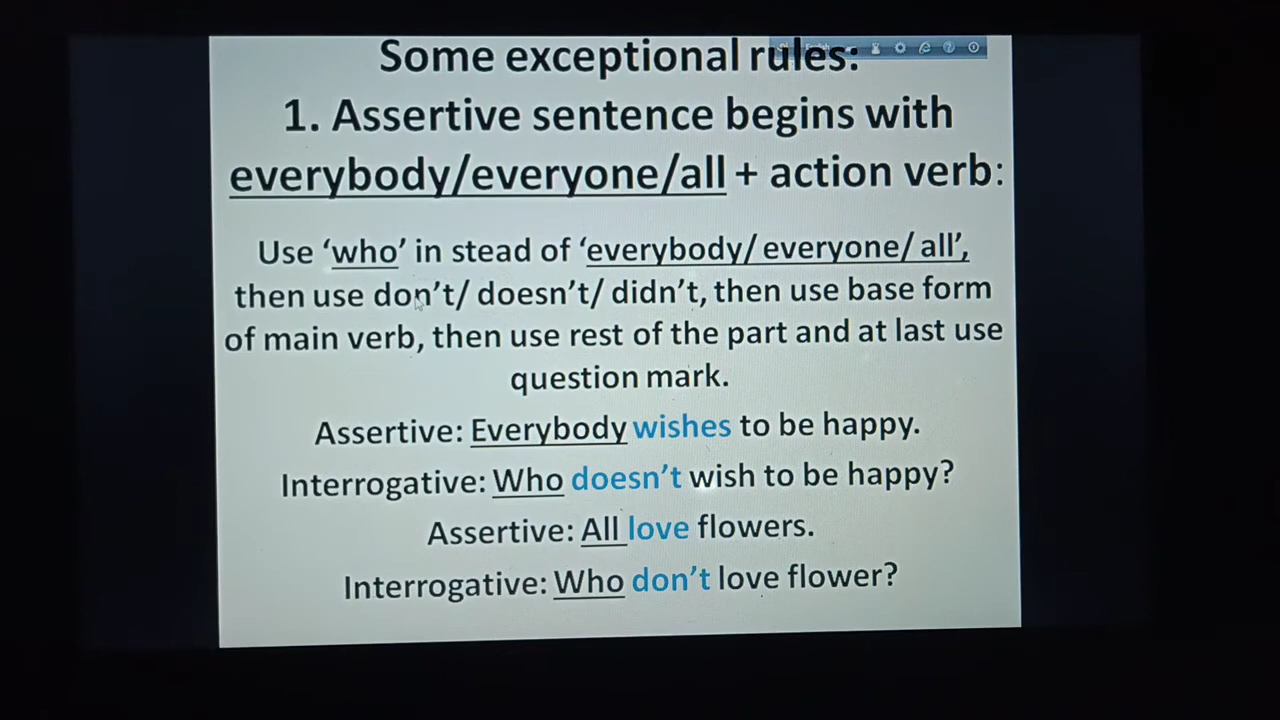 Some exceptional rules:
1. Assertive sentence begins with
everybody/everyone/all + action verb:
Use ‘who’ in stead of ‘everybody/ everyone/ all’,
then use don’t/ doesn’t/ didn’t, then use base form
of main verb, then use rest of the part and at last use
question mark.
Assertive: Everybody wishes to be happy.
Interrogative: Who doesn’t wish to be happy?
Assertive: All love flowers.
Interrogative: Who don’t love flower?